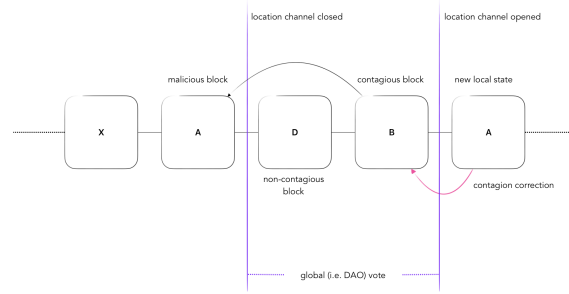 location channel closed
location channel opened
malicious block
contagious block
new local state
X
A
D
B
A
non-contagious
block
contagion correction
global (i.e. DAO) vote